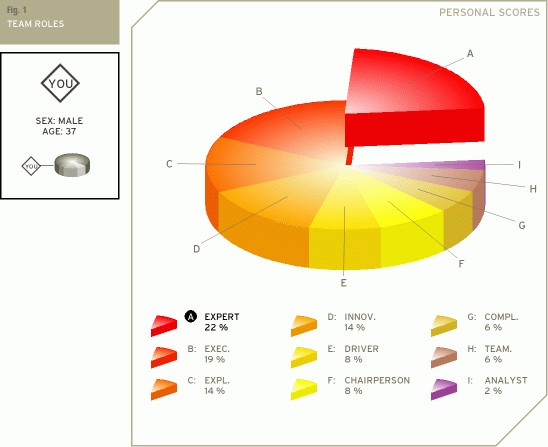 Fig. 1
TEAM ROLES
PERSONAL SCORES
YOU
SEX: MALE
AGE: 37
YOU
A
B
C
D
E
F
G
H
I
A EXPERT
22 %
B: EXEC.
19 %
C: EXPL.
14 %
D: INNOV.
14 %
E: DRIVER
8 %
F: CHAIRPERSON
8 %
G: COMPL.
6 %
H: TEAM.
6 %
I: ANALYST
2 %